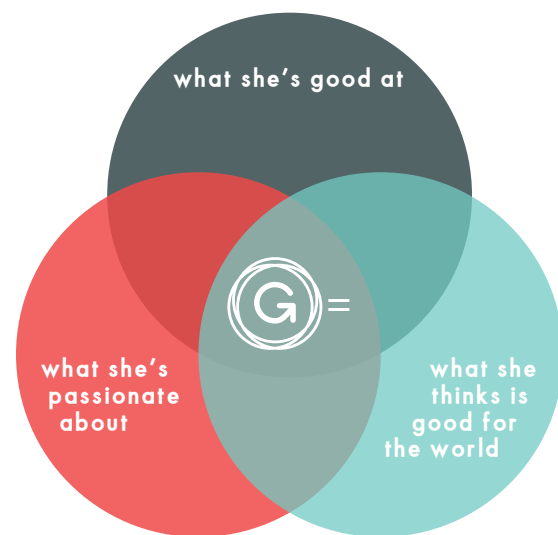 what she's good at
G=
what she's
passionate
about
what she
thinks is
good for
the world